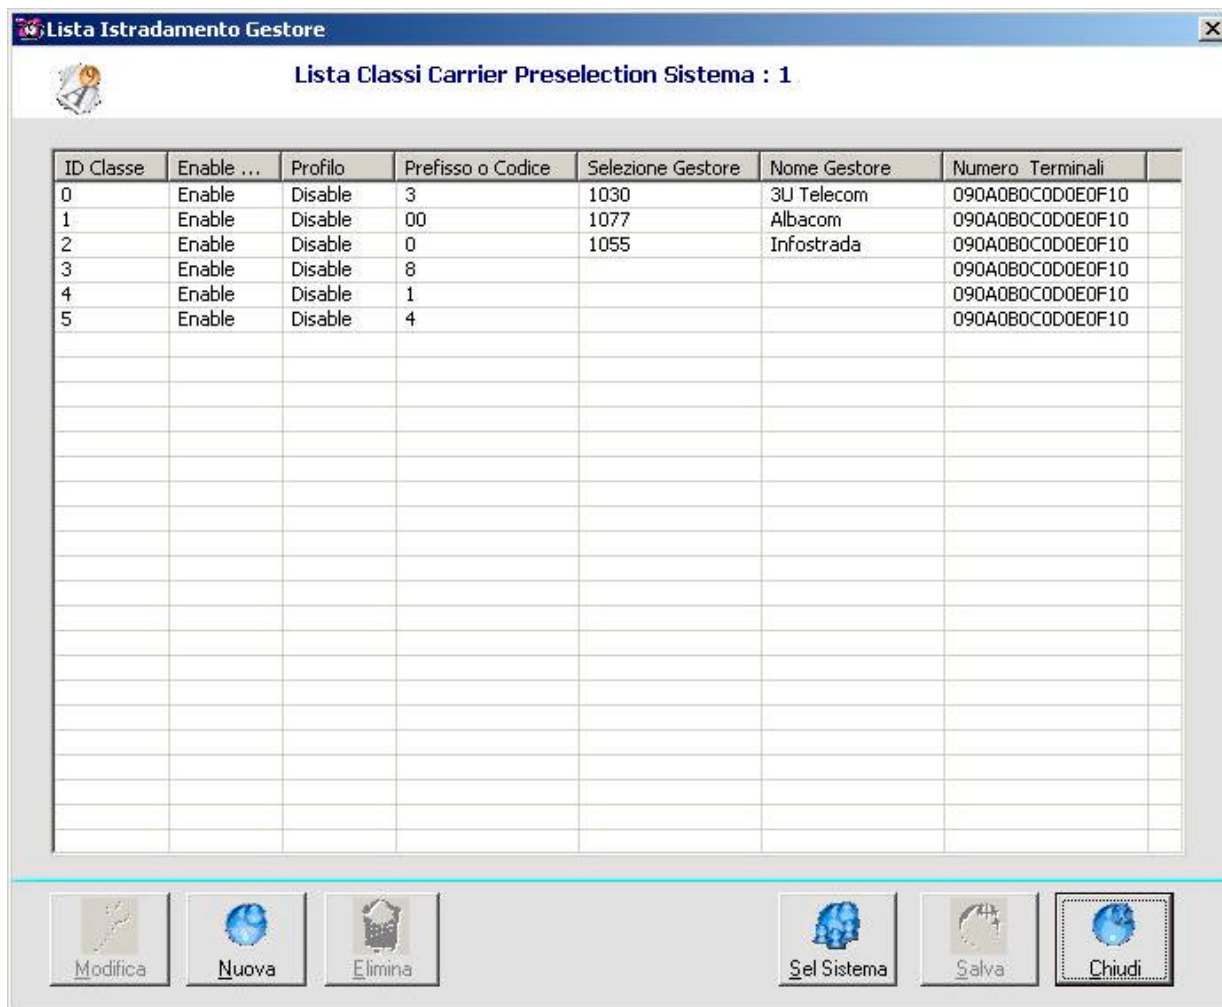 Lista Istradamento Gestore
Lista Classi Carrier Preselection Sistema : 1
ID Classe Enable ... Profilo Prefisso o Codice Selezione Gestore Nome Gestore Numero Terminali
0 Enable Disable 3 1030 3U Telecom 090A0B0C0D0E0F10
1 Enable Disable 00 1077 Albacom 090A0B0C0D0E0F10
2 Enable Disable 0 1055 Infostrada 090A0B0C0D0E0F10
3 Enable Disable 8 090A0B0C0D0E0F10
4 Enable Disable 1 090A0B0C0D0E0F10
5 Enable Disable 4 090A0B0C0D0E0F10
Modifica Nuova Elimina Sel Sistema Salva Chiudi